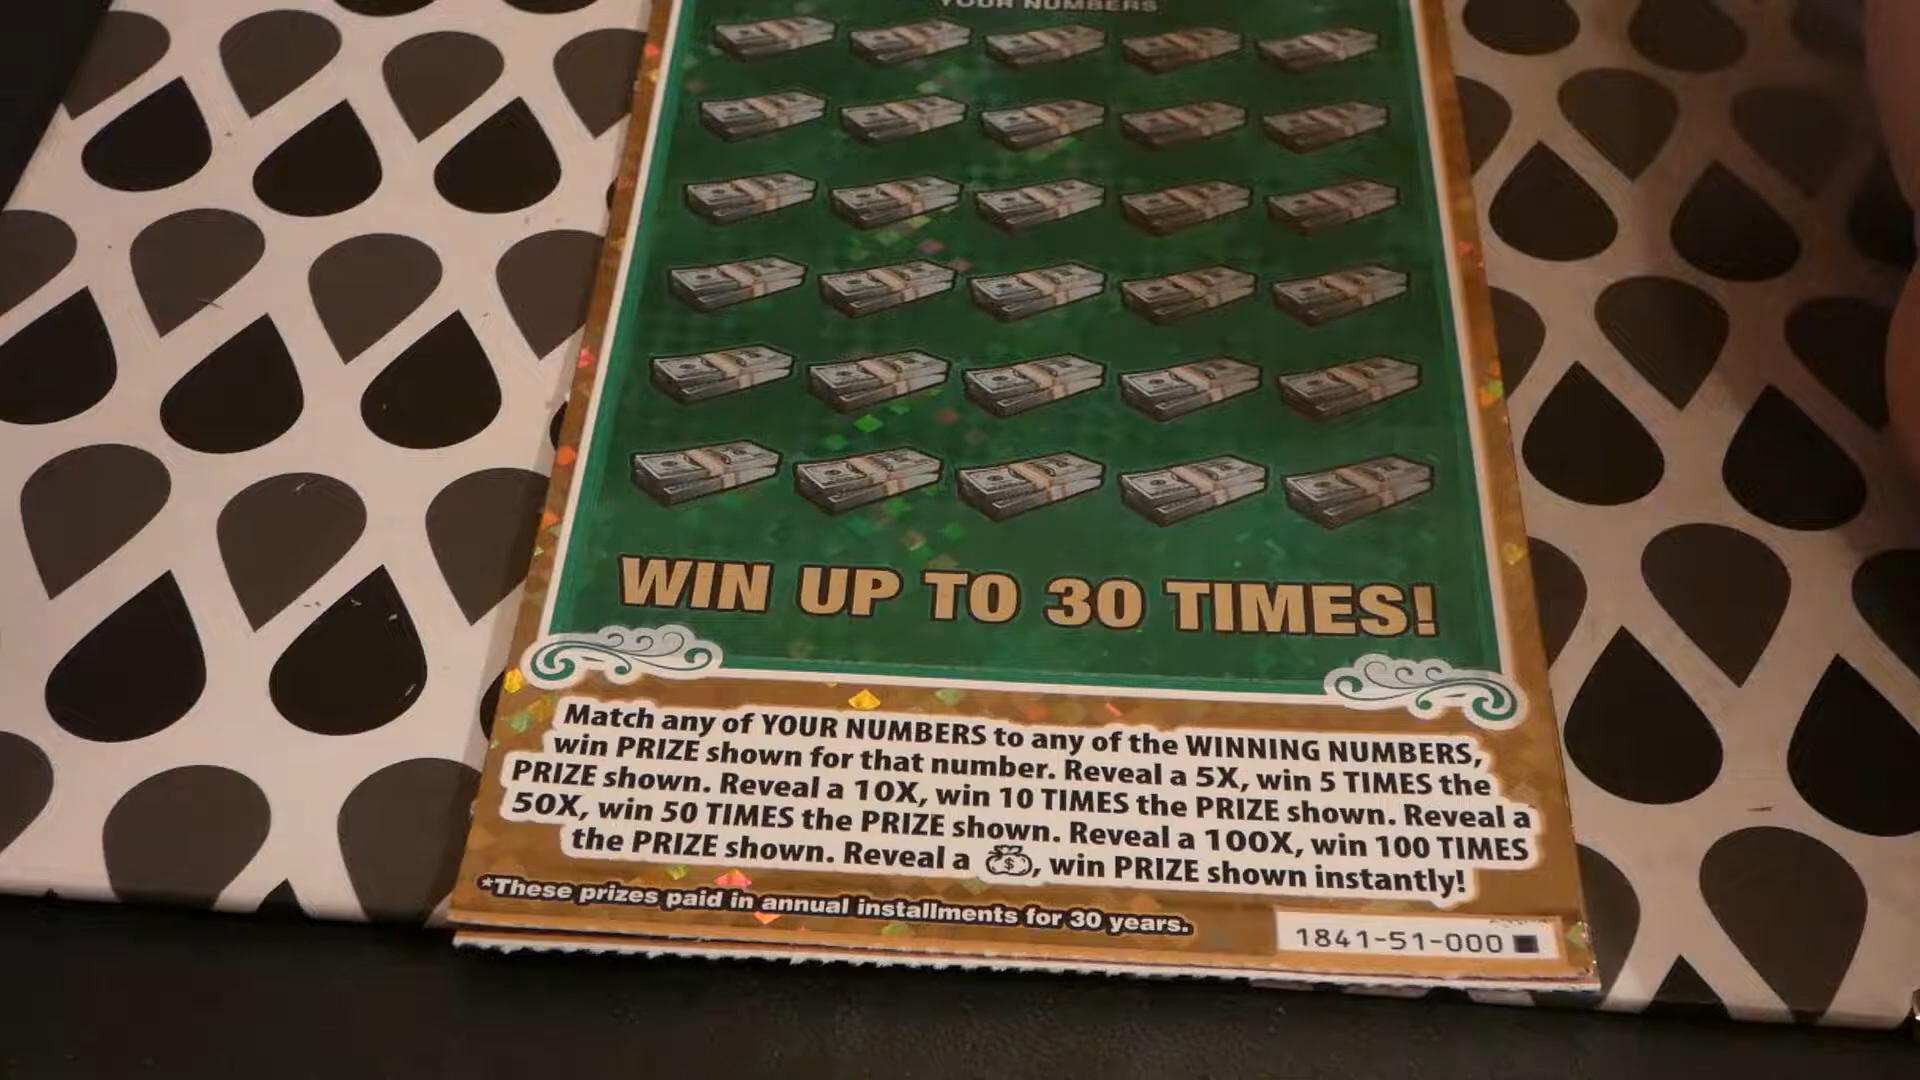 YOUR NUMBERS
WIN UP TO 30 TIMES!
Match any of YOUR NUMBERS to any of the WINNING NUMBERS,
win PRIZE shown for that number. Reveal a 5X, win 5 TIMES the
PRIZE shown. Reveal a 10X, win 10 TIMES the PRIZE shown. Reveal a
50X, win 50 TIMES the PRIZE shown. Reveal a 100X, win 100 TIMES
the PRIZE shown. Reveal a $, win PRIZE shown instantly!
*These prizes paid in annual installments for 30 years.
1841-51-000